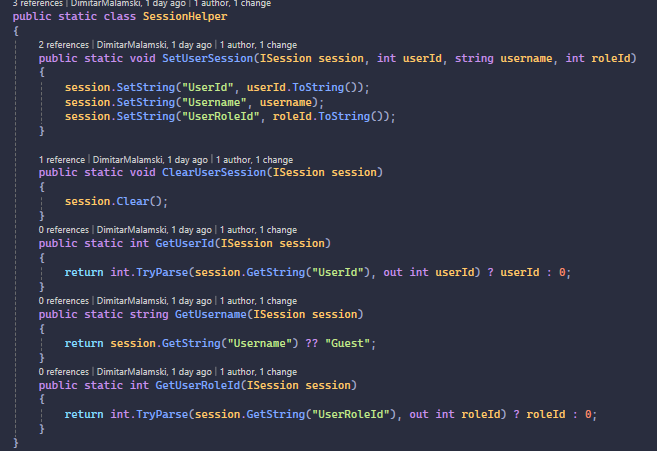 3 references | DimitarMalamski, 1 day ago | 1 author, 1 change
public static class SessionHelper
{
2 references | DimitarMalamski, 1 day ago | 1 author, 1 change
public static void SetUserSession(ISession session, int userId, string username, int roleId)
{
session.SetString("UserId", userId.ToString());
session.SetString("Username", username);
session.SetString("UserRoleId", roleId.ToString());
}
1 reference | DimitarMalamski, 1 day ago | 1 author, 1 change
public static void ClearUserSession(ISession session)
{
session.Clear();
}
0 references | DimitarMalamski, 1 day ago | 1 author, 1 change
public static int GetUserId(ISession session)
{
return int.TryParse(session.GetString("UserId"), out int userId) ? userId : 0;
}
0 references | DimitarMalamski, 1 day ago | 1 author, 1 change
public static string GetUsername(ISession session)
{
return session.GetString("Username") ?? "Guest";
}
0 references | DimitarMalamski, 1 day ago | 1 author, 1 change
public static int GetUserRoleId(ISession session)
{
return int.TryParse(session.GetString("UserRoleId"), out int roleId) ? roleId : 0;
}
}